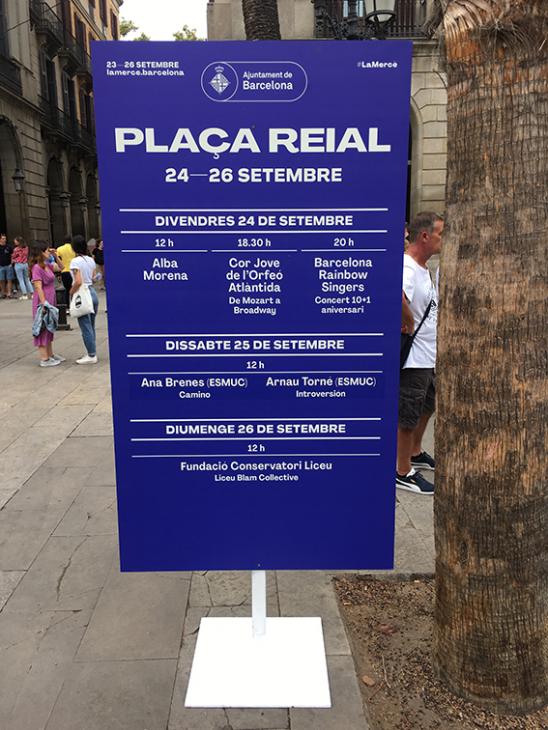 23—26 SETEMBRE
lamerce.barcelona
Ajuntament de
Barcelona
#LaMercè
PLAÇA REIAL
24—26 SETEMBRE
DIVENDRES 24 DE SETEMBRE
12 h
Alba
Morena
18.30 h
Cor Jove
de l'Orfeó
Atlàntida
De Mozart a
Broadway
20 h
Barcelona
Rainbow
Singers
Concert 10+1
aniversari
DISSABTE 25 DE SETEMBRE
12 h
Ana Brenes (ESMUC)
Camino
Arnau Torné (ESMUC)
Introversión
DIUMENGE 26 DE SETEMBRE
12 h
Fundació Conservatori Liceu
Liceu Blam Collective